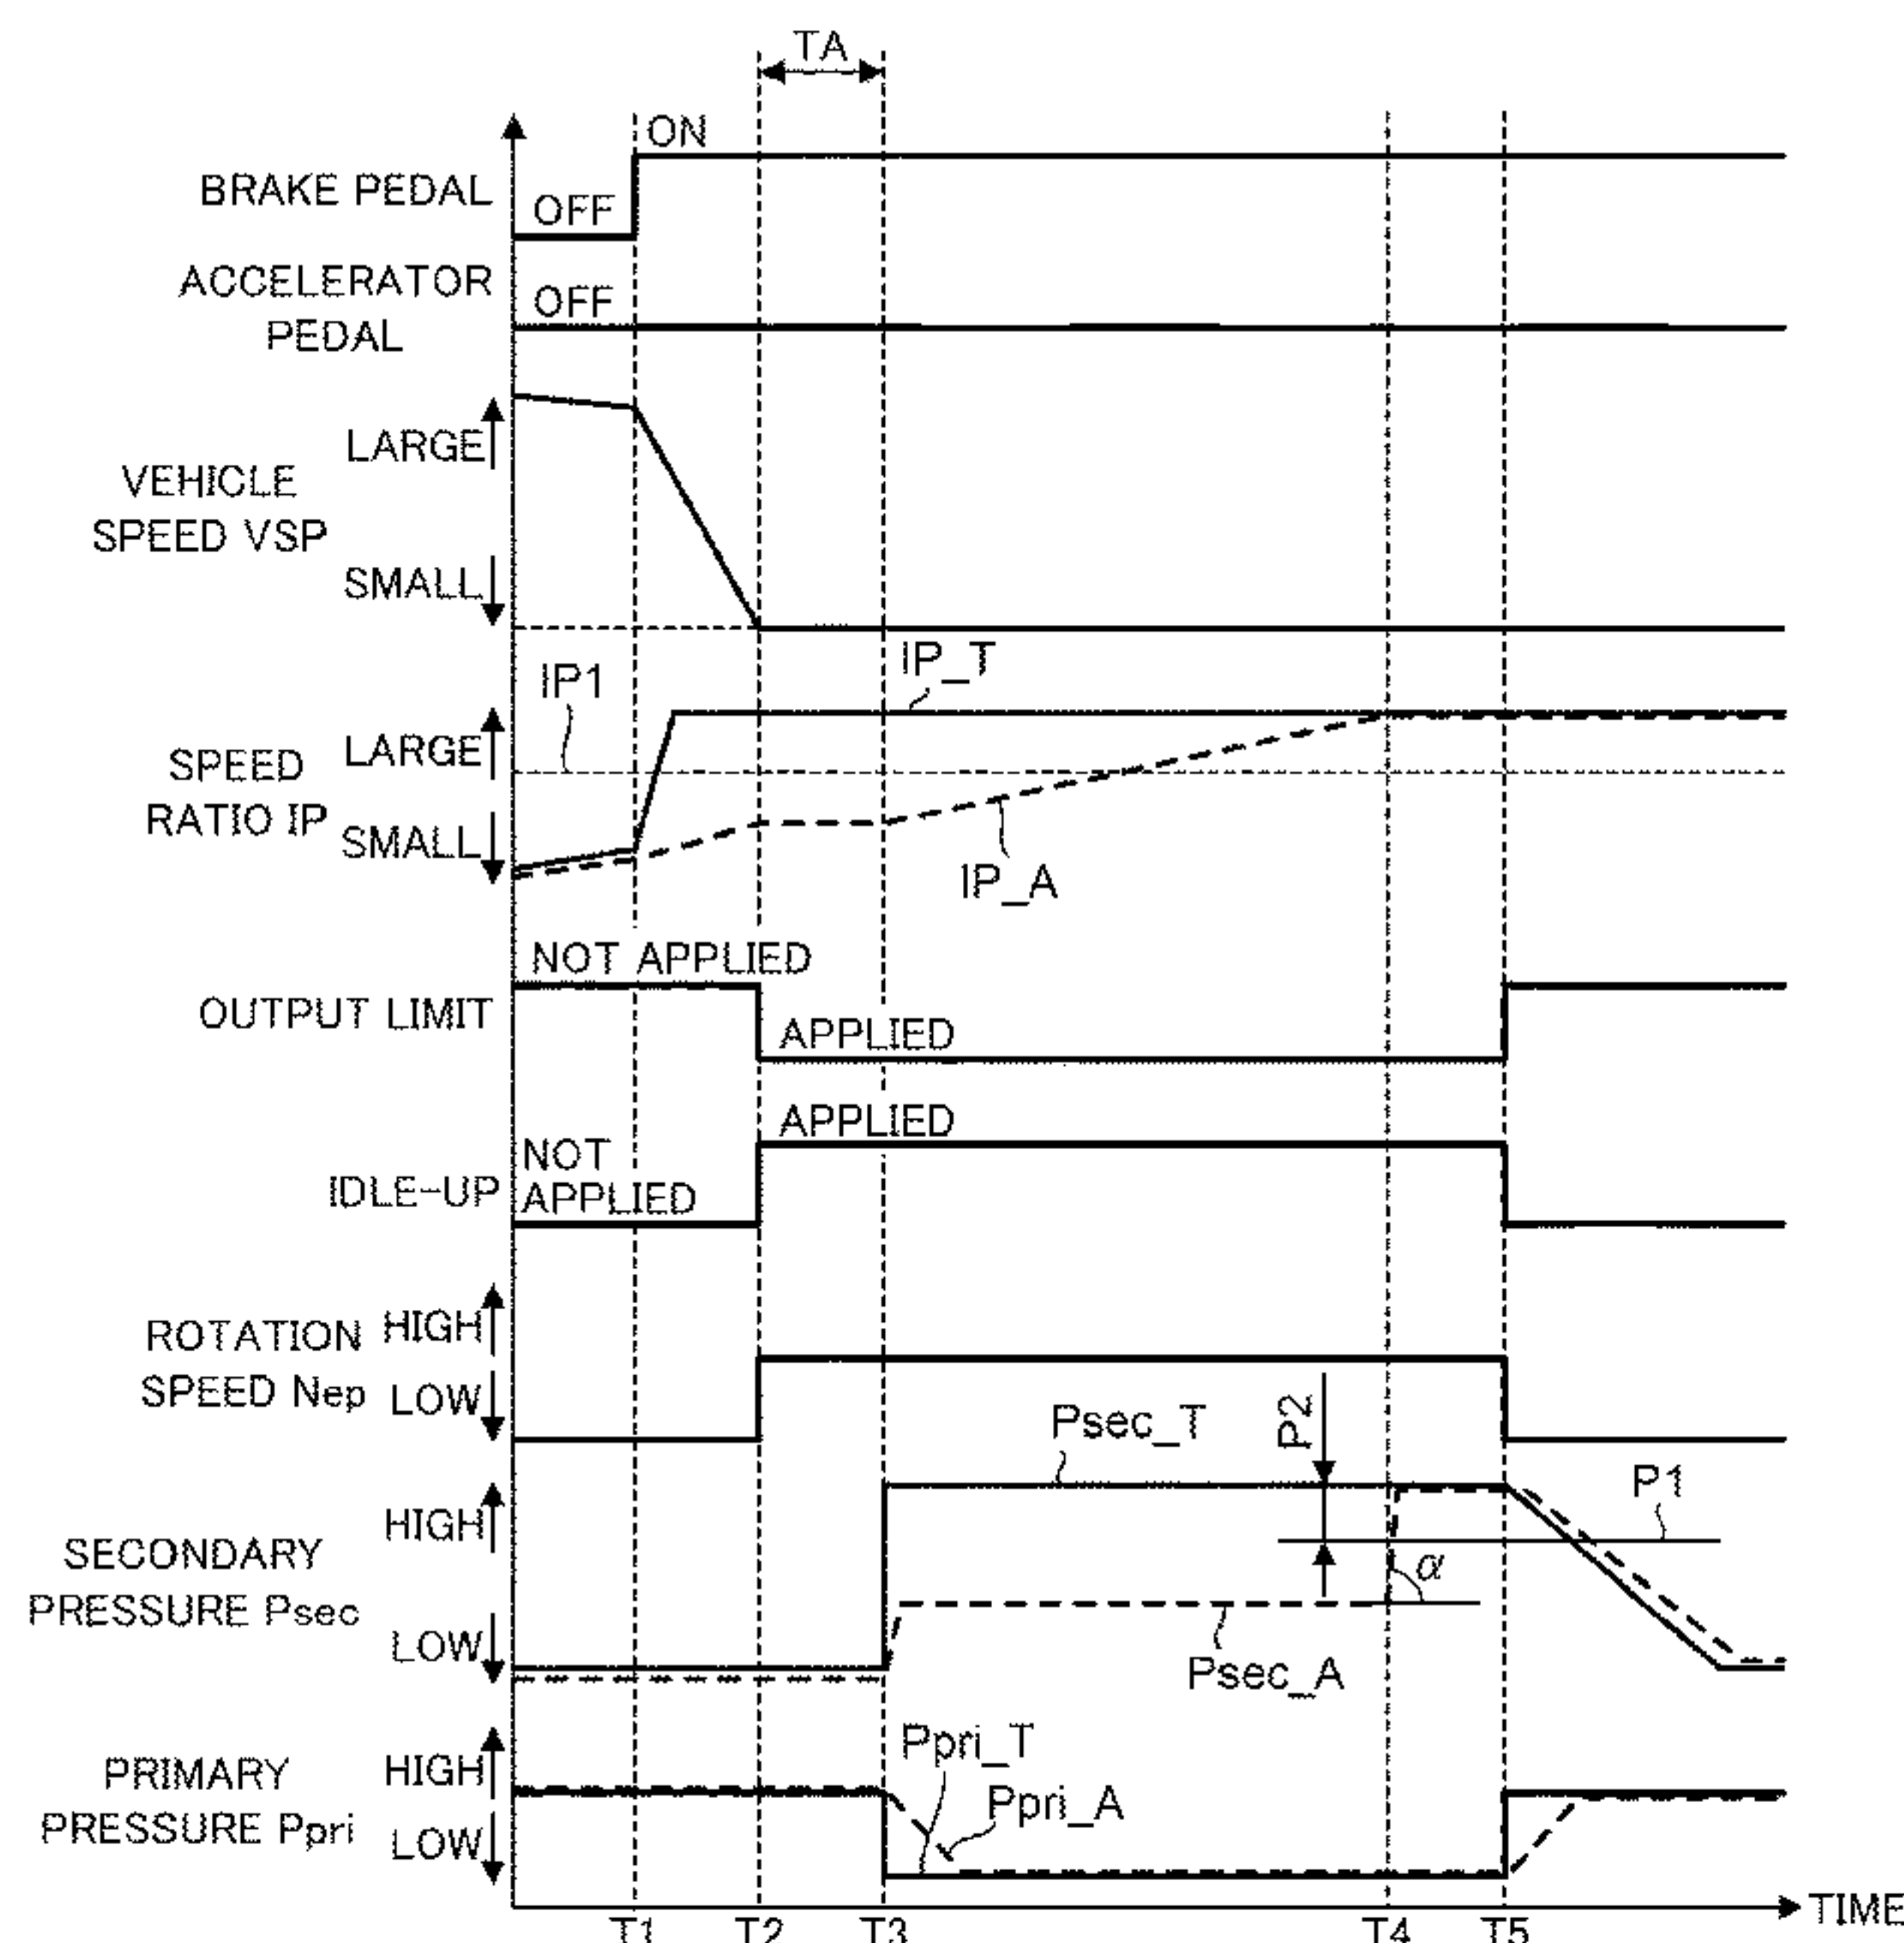 TA
ON
BRAKE PEDAL
OFF
ACCELERATOR
PEDAL
OFF
LARGE
VEHICLE
SPEED VSP
SMALL
IP_T
IP1
LARGE
SPEED
RATIO IP
SMALL
IP_A
NOT APPLIED
OUTPUT LIMIT
APPLIED
APPLIED
NOT
APPLIED
IDLE-UP
ROTATION
SPEED Nep
HIGH
LOW
Psec_T
P2
P1
HIGH
SECONDARY
PRESSURE Psec
α
LOW
Psec_A
Ppri_T
HIGH
PRIMARY
PRESSURE Ppri
Ppri_A
LOW
TIME
T1 T2 T3 T4 T5